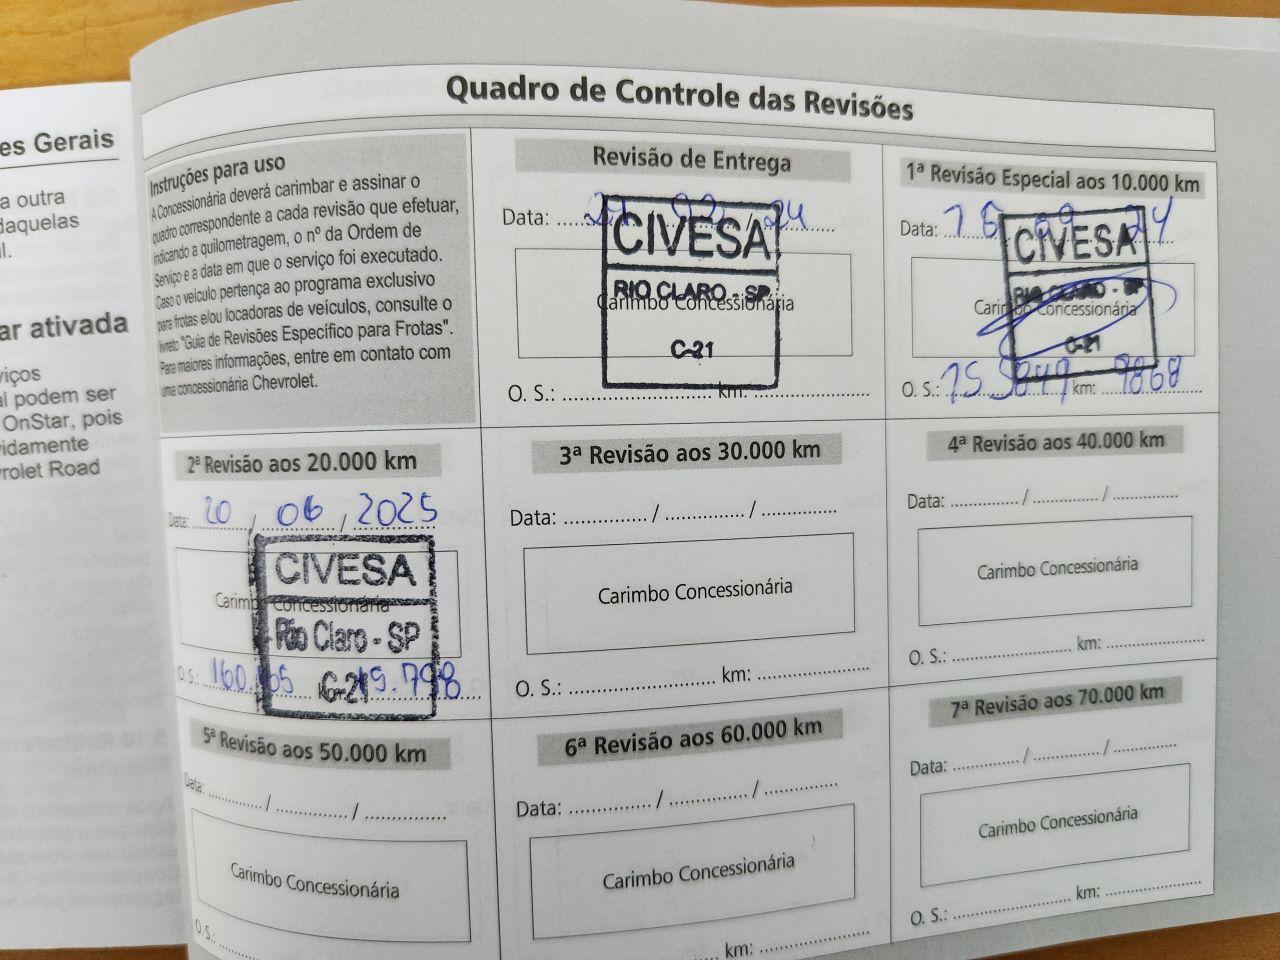 es Gerais
a outra
daquelas
al.
ar ativada
viços
al podem ser
OnStar, pois
vidamente
vrolet Road
Quadro de Controle das Revisões
Instruções para uso
A Concessionária deverá carimbar e assinar o
quadro correspondente a cada revisão que efetuar,
indicando a quilometragem, o nº da Ordem de
Serviço e a data em que o serviço foi executado.
Caso o veículo pertença ao programa exclusivo
para frotas e/ou locadoras de veículos, consulte o
livreto "Guia de Revisões Específico para Frotas".
Para maiores informações, entre em contato com
uma concessionária Chevrolet.
Revisão de Entrega
Data: / 24
CIVESA
RIO CLARO - SP
Carimbo Concessionária
C-21
O. S.: km:
1ª Revisão Especial aos 10.000 km
Data: 24
CIVESA
RIO CLARO - SP
Carimbo Concessionária
C-21
O. S.: km: 9868
2ª Revisão aos 20.000 km
Data: 20 / 06 / 2025
CIVESA
Carimbo Concessionária
Rio Claro - SP
C-21
O. S.: 19.798
3ª Revisão aos 30.000 km
Data: / /
Carimbo Concessionária
O. S.: km:
4ª Revisão aos 40.000 km
Data: / /
Carimbo Concessionária
O. S.: km:
5ª Revisão aos 50.000 km
Data: / /
Carimbo Concessionária
O. S.:
6ª Revisão aos 60.000 km
Data: / /
Carimbo Concessionária
km:
7ª Revisão aos 70.000 km
Data: / /
Carimbo Concessionária
O. S.: km: